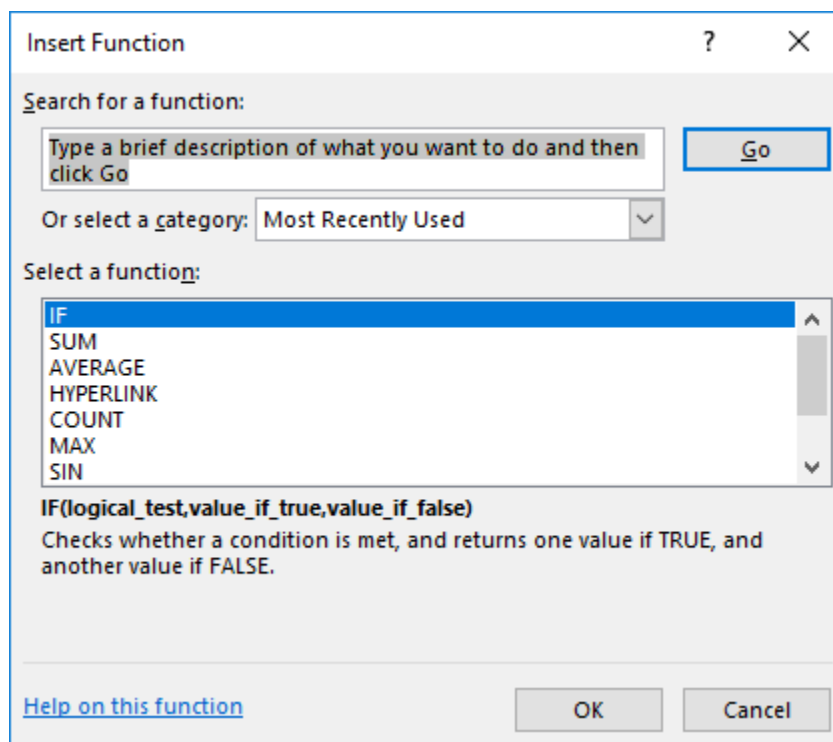 Insert Function
?
Search for a function:
Type a brief description of what you want to do and then
click Go
Go
Or select a category: Most Recently Used
Select a function:
IF
SUM
AVERAGE
HYPERLINK
COUNT
MAX
SIN
IF(logical_test,value_if_true,value_if_false)
Checks whether a condition is met, and returns one value if TRUE, and
another value if FALSE.
Help on this function
OK
Cancel